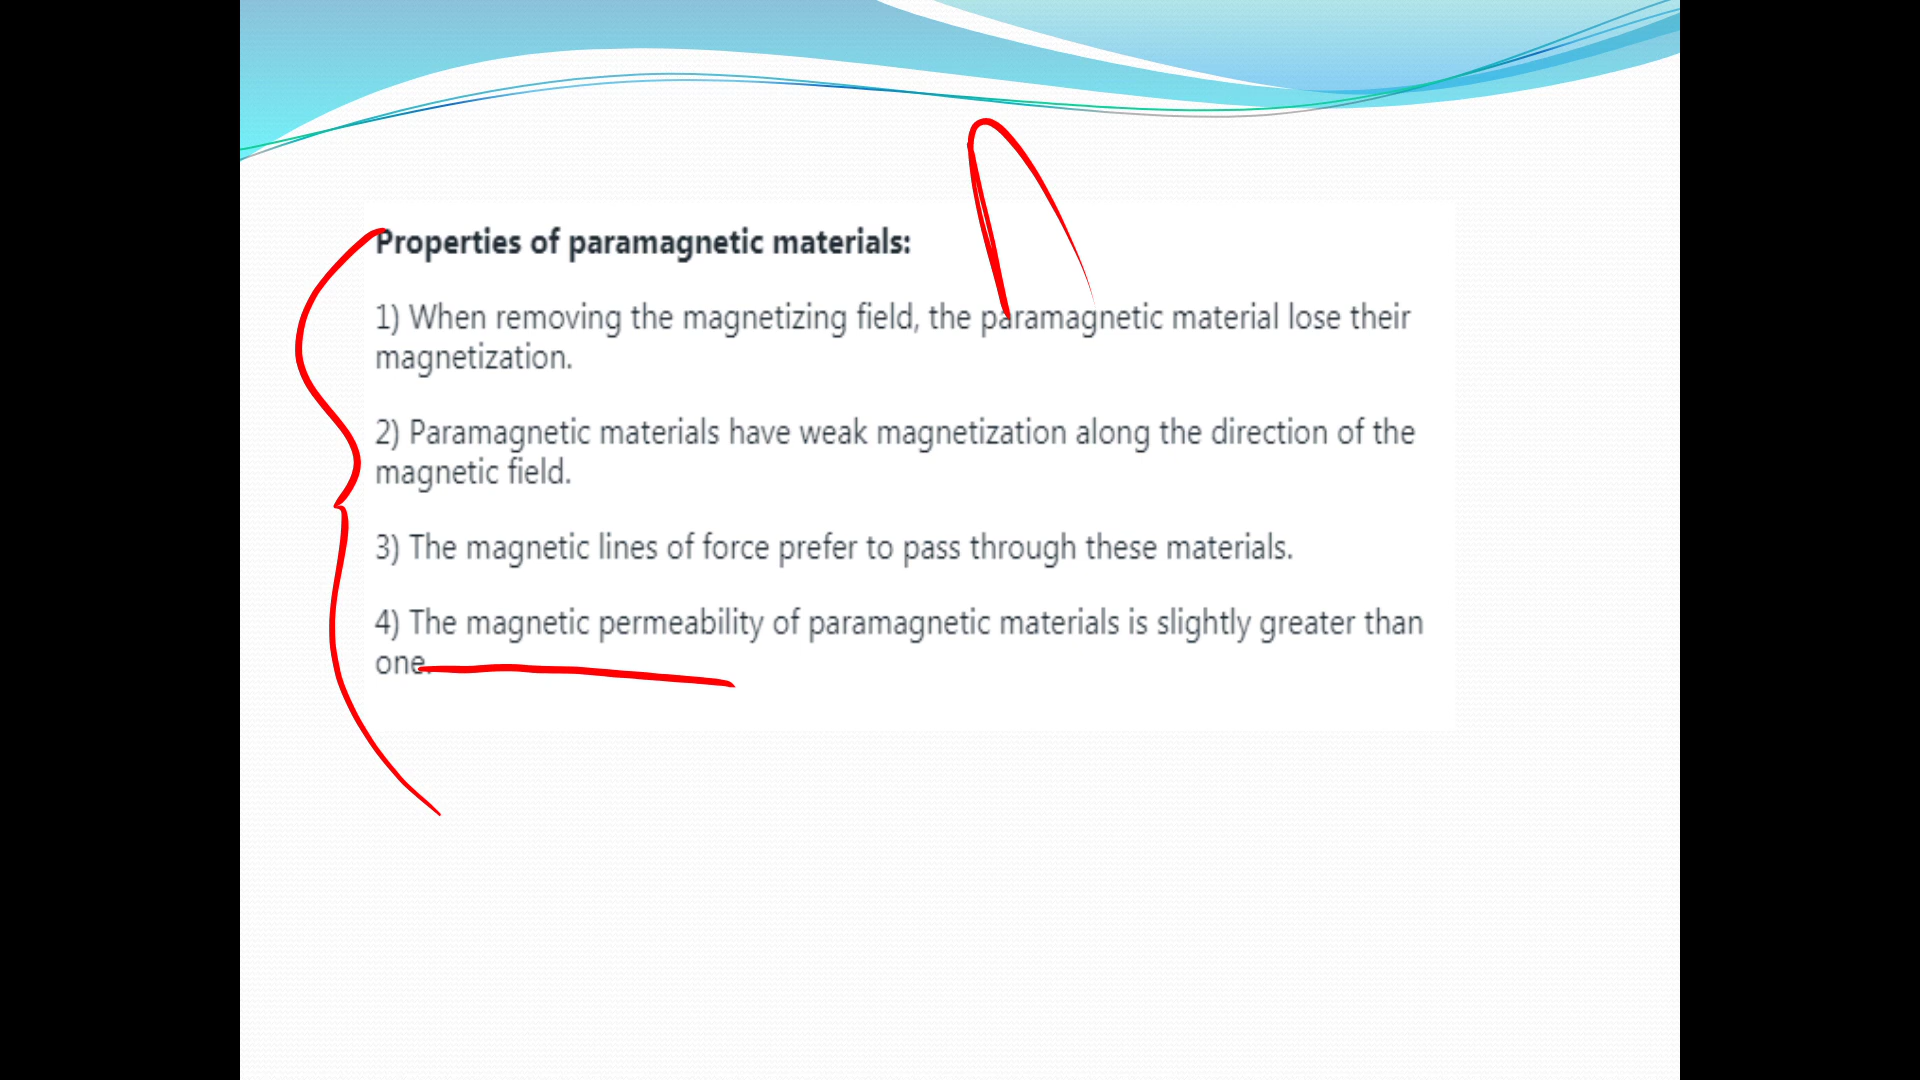 Properties of paramagnetic materials:
1) When removing the magnetizing field, the paramagnetic material lose their
magnetization.
2) Paramagnetic materials have weak magnetization along the direction of the
magnetic field.
3) The magnetic lines of force prefer to pass through these materials.
4) The magnetic permeability of paramagnetic materials is slightly greater than
one.